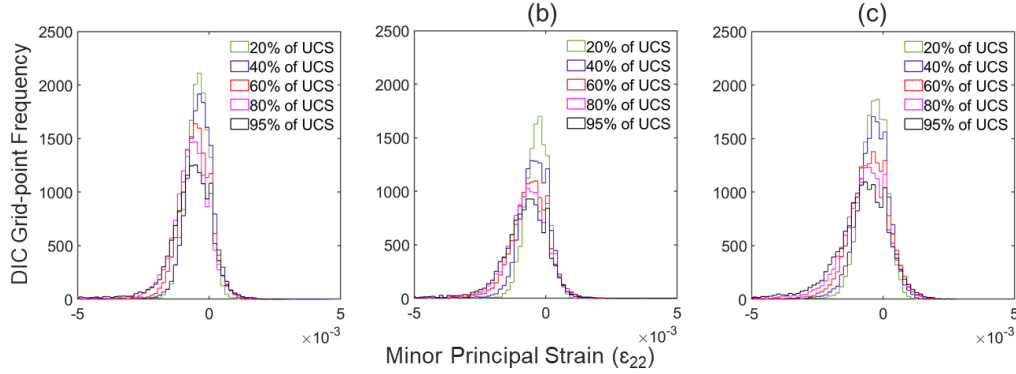 (b)
(c)
2500
2000
1500
1000
500
0
-5
0
5
×10⁻³
20% of UCS
40% of UCS
60% of UCS
80% of UCS
95% of UCS
2500
2000
1500
1000
500
0
-5
0
5
×10⁻³
20% of UCS
40% of UCS
60% of UCS
80% of UCS
95% of UCS
2500
2000
1500
1000
500
0
-5
0
5
×10⁻³
20% of UCS
40% of UCS
60% of UCS
80% of UCS
95% of UCS
DIC Grid-point Frequency
Minor Principal Strain (ε₂₂)